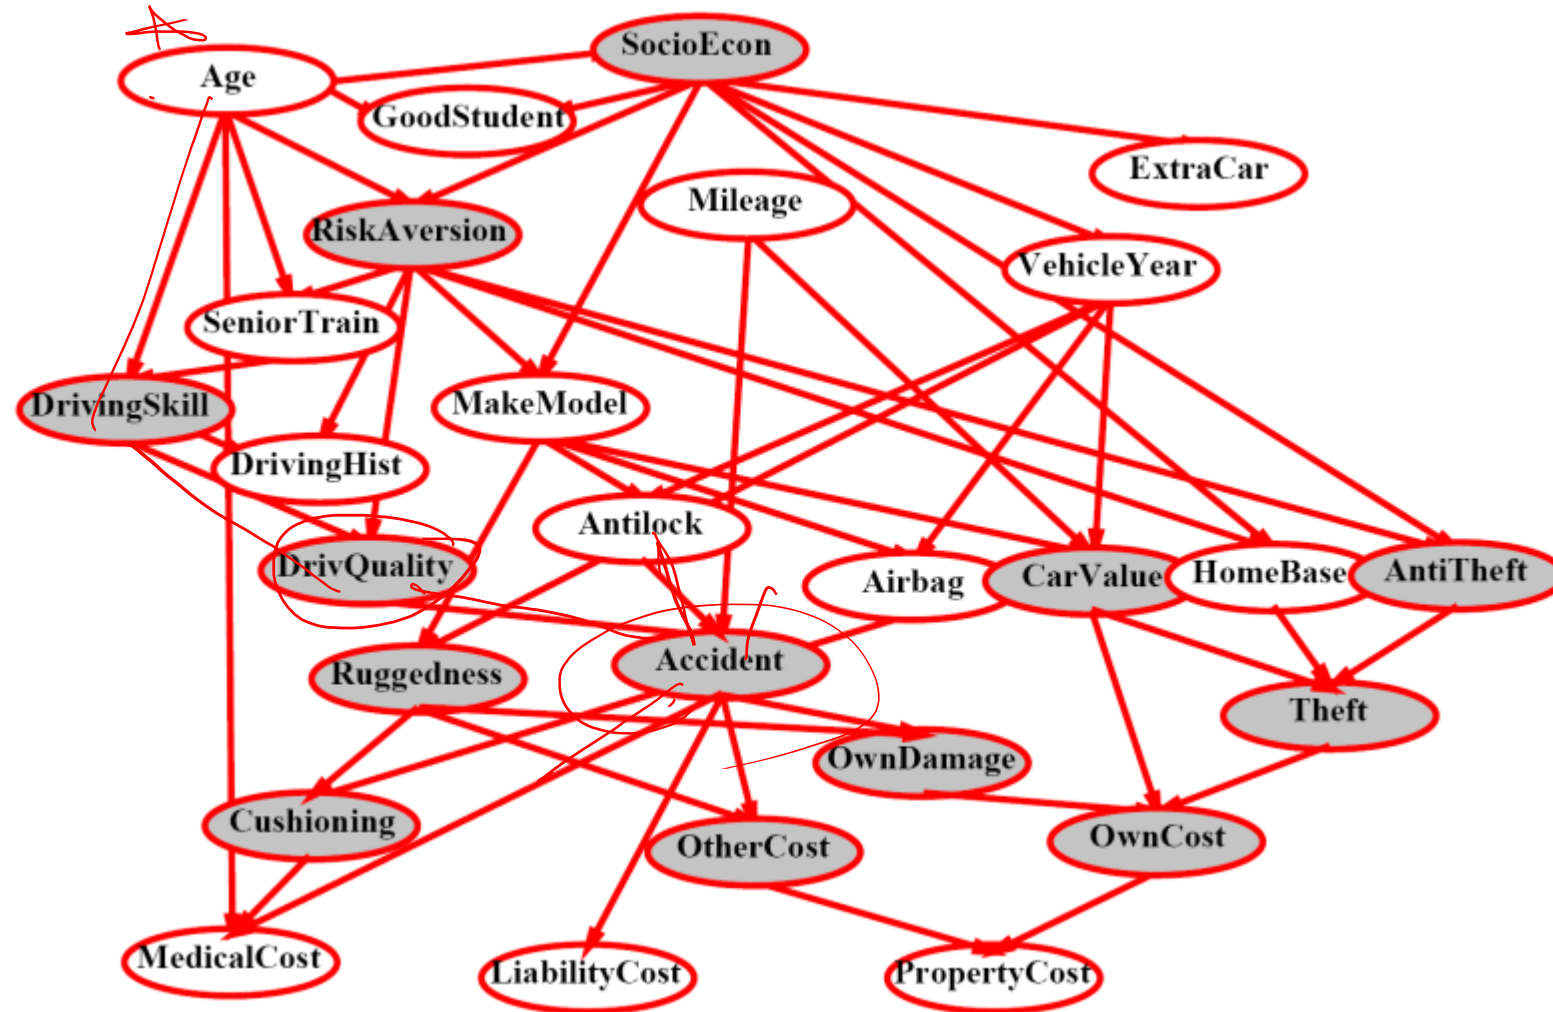 SocioEcon
Age
GoodStudent
ExtraCar
Mileage
RiskAversion
VehicleYear
SeniorTrain
DrivingSkill
MakeModel
DrivingHist
Antilock
DrivQuality
Airbag
CarValue
HomeBase
AntiTheft
Accident
Ruggedness
Theft
OwnDamage
Cushioning
OtherCost
OwnCost
MedicalCost
LiabilityCost
PropertyCost